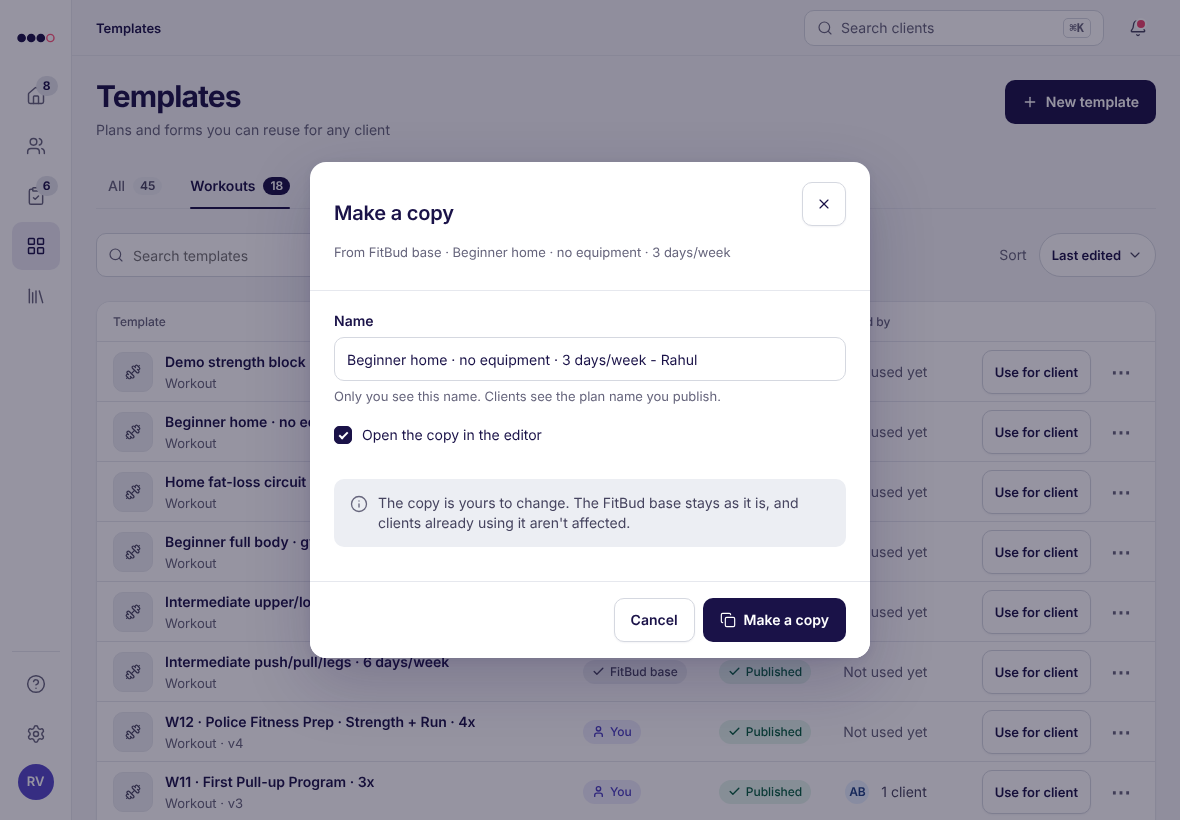 Templates
Search clients
⌘K
8
6
Templates
Plans and forms you can reuse for any client
New template
All 45
Workouts 18
Search templates
Sort
Last edited
Make a copy
From FitBud base · Beginner home · no equipment · 3 days/week
Name
Beginner home · no equipment · 3 days/week - Rahul
Only you see this name. Clients see the plan name you publish.
Open the copy in the editor
The copy is yours to change. The FitBud base stays as it is, and
clients already using it aren't affected.
Cancel
Make a copy
Template
by
Demo strength block
Workout
used yet
Use for client
Beginner home · no
Workout
used yet
Use for client
Home fat-loss circuit
Workout
used yet
Use for client
Beginner full body ·
Workout
used yet
Use for client
Intermediate
Workout
used yet
Use for client
Intermediate push/pull/legs · 6 days/week
Workout
FitBud base
Published
Not used yet
Use for client
W12 · Police Fitness Prep · Strength + Run · 4x
Workout · v4
You
Published
Not used yet
Use for client
W11 · First Pull-up Program · 3x
Workout · v3
You
Published
AB
1 client
Use for client
RV